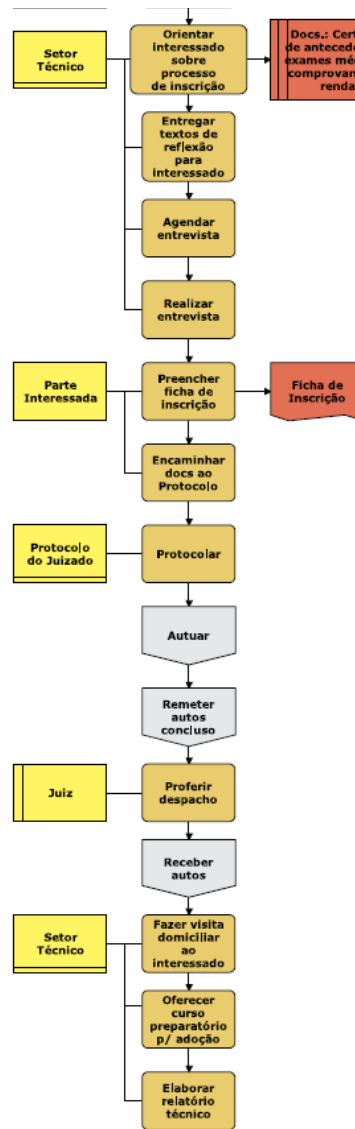 Setor
Técnico
Orientar
interessado
sobre
processo
de inscrição
Docs.: Cert
de antecede
exames mé
comprovan
renda
Entregar
textos de
reflexão
para
interessado
Agendar
entrevista
Realizar
entrevista
Parte
Interessada
Preencher
ficha de
inscrição
Ficha de
Inscrição
Encaminhar
docs ao
Protocolo
Protocolo
do Juizado
Protocolar
Autuar
Remeter
autos
concluso
Juiz
Proferir
despacho
Receber
autos
Setor
Técnico
Fazer visita
domiciliar
ao
interessado
Oferecer
curso
preparatório
p/ adoção
Elaborar
relatório
técnico